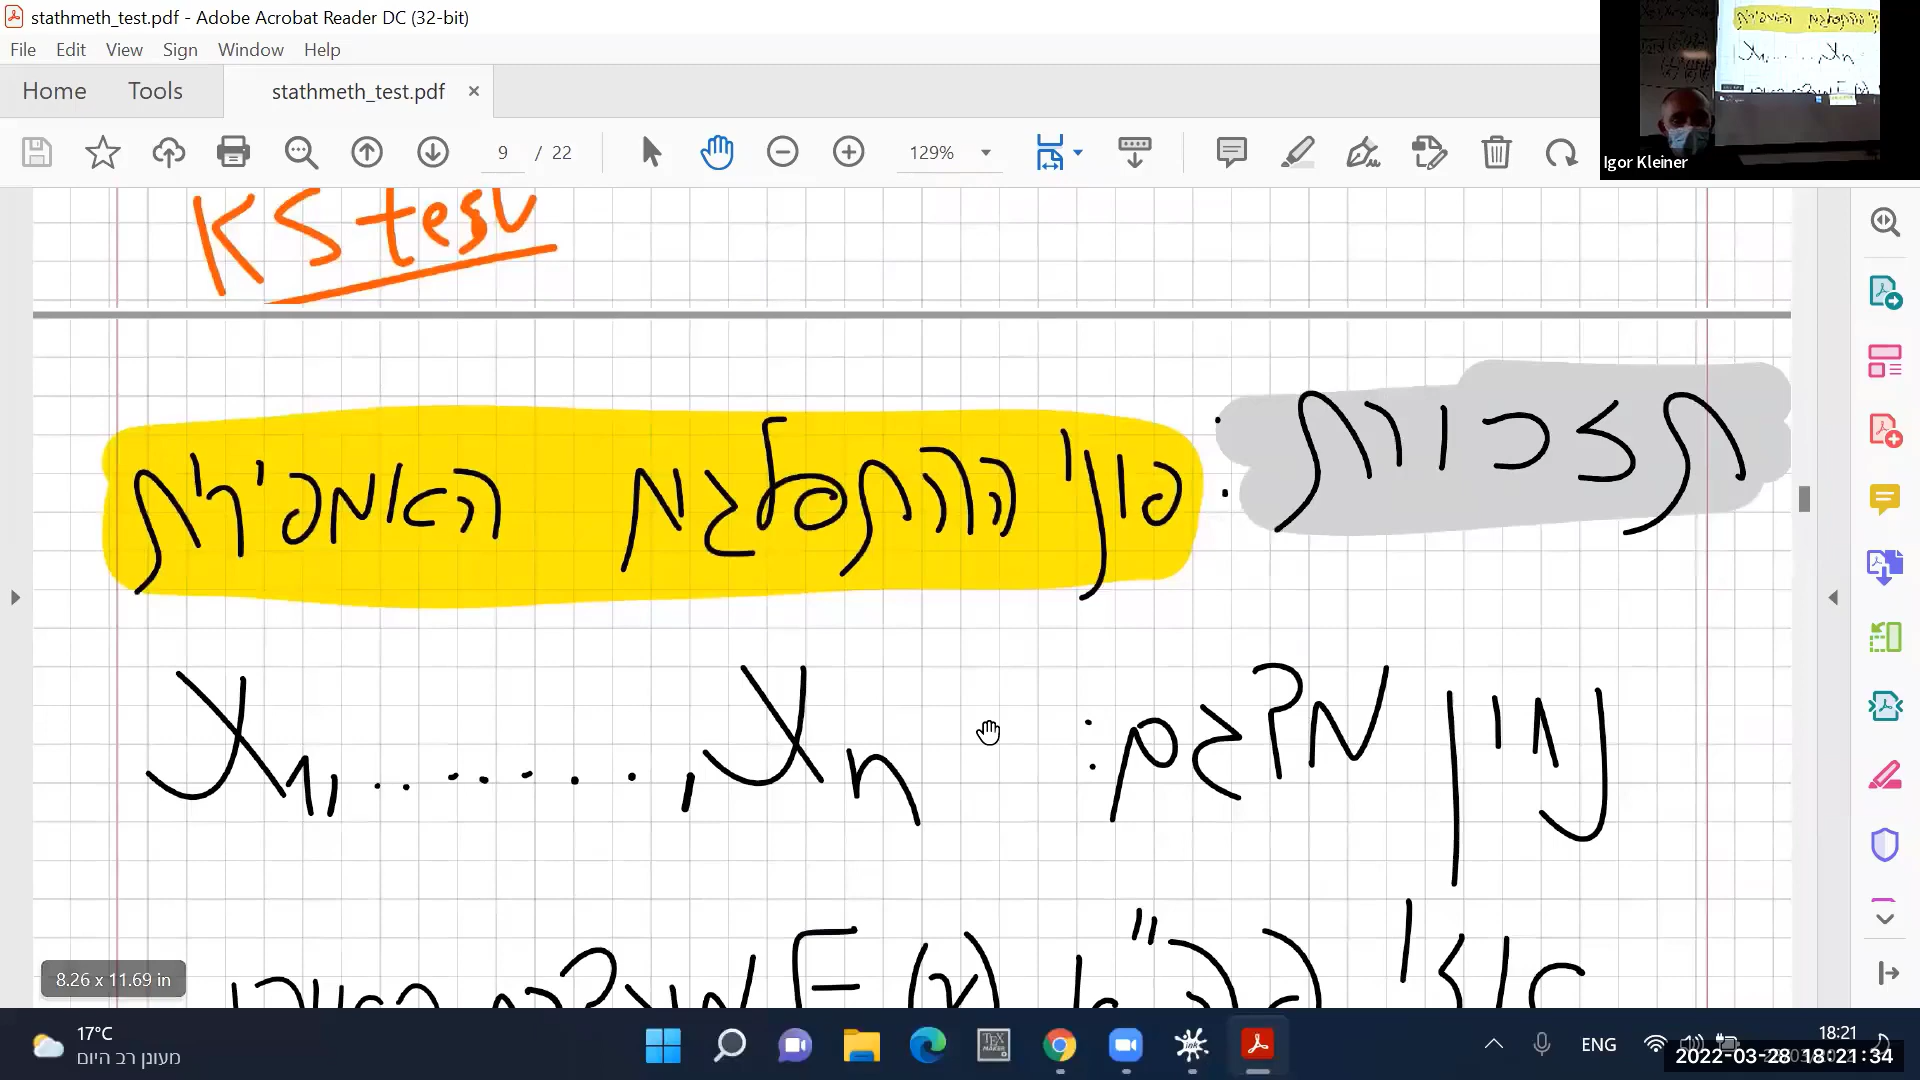 stathmeth_test.pdf - Adobe Acrobat Reader DC (32-bit)
File Edit View Sign Window Help
Home Tools stathmeth_test.pdf ×
9 / 22 129%
Igor Kleiner
KS test
תזכורת: פונ' ההתפלגות האמפירית
נתון מדגם: X1, ........., Xn
8.26 x 11.69 in
17°C
מעונן רב היום
ENG
18:21
2022-03-28 18:21:34